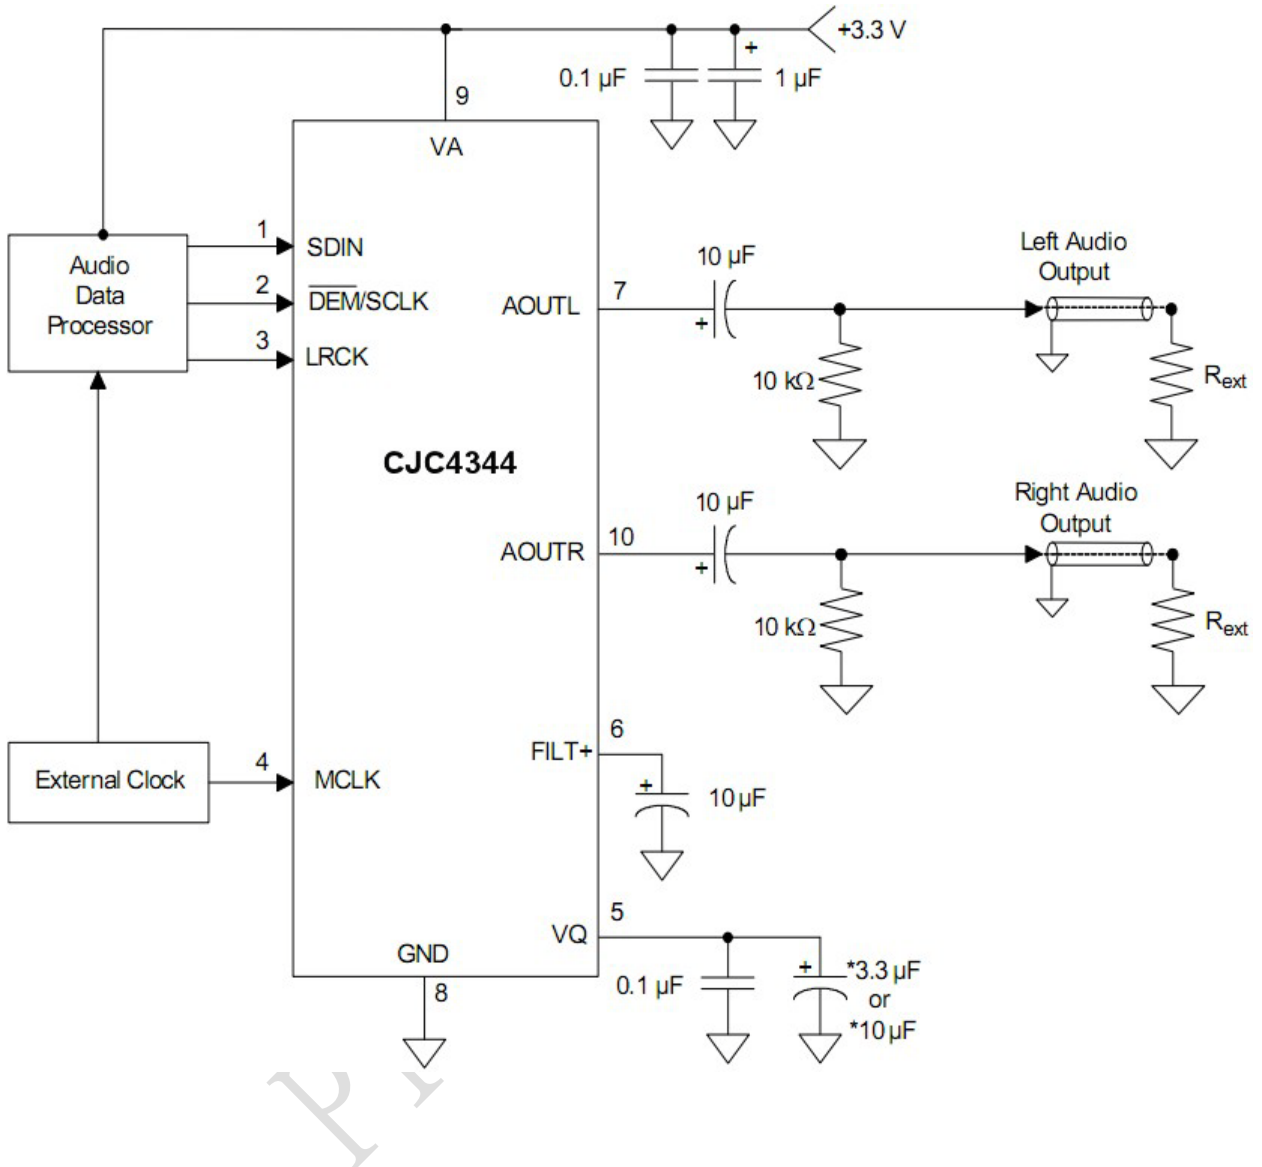 +3.3 V
+
0.1 µF
1 µF
9
VA
Audio
Data
Processor
1
SDIN
2
DEM/SCLK
3
LRCK
AOUTL
7
10 µF
+
10 kΩ
Left Audio
Output
Rext
CJC4344
AOUTR
10
10 µF
+
10 kΩ
Right Audio
Output
Rext
FILT+
6
+
10 µF
External Clock
4
MCLK
VQ
5
0.1 µF
+
*3.3 µF
or
*10 µF
GND
8